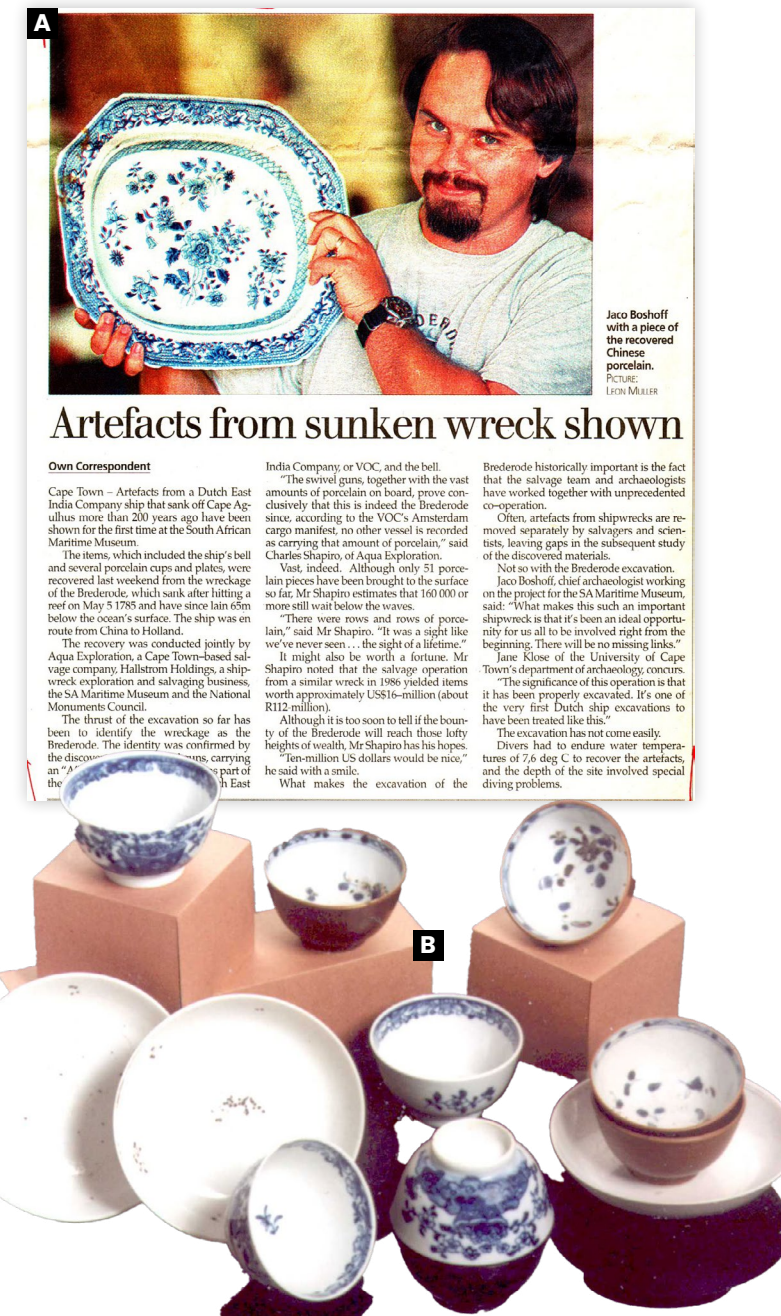 A
DERD
Jaco Boshoff
with a piece of
the recovered
Chinese
porcelain.
PICTURE:
LEON MULLER
Artefacts from sunken wreck shown
Own Correspondent
Cape Town – Artefacts from a Dutch East
India Company ship that sank off Cape Ag-
ulhus more than 200 years ago have been
shown for the first time at the South African
Maritime Museum.
The items, which included the ship's bell
and several porcelain cups and plates, were
recovered last weekend from the wreckage
of the Brederode, which sank after hitting a
reef on May 5 1785 and have since lain 65m
below the ocean's surface. The ship was en
route from China to Holland.
The recovery was conducted jointly by
Aqua Exploration, a Cape Town–based sal-
vage company, Hallstrom Holdings, a ship-
wreck exploration and salvaging business,
the SA Maritime Museum and the National
Monuments Council.
The thrust of the excavation so far has
been to identify the wreckage as the
Brederode. The identity was confirmed by
the discov uns, carrying
an "A s part of
the ch East
India Company, or VOC, and the bell.
"The swivel guns, together with the vast
amounts of porcelain on board, prove con-
clusively that this is indeed the Brederode
since, according to the VOC's Amsterdam
cargo manifest, no other vessel is recorded
as carrying that amount of porcelain," said
Charles Shapiro, of Aqua Exploration.
Vast, indeed. Although only 51 porce-
lain pieces have been brought to the surface
so far, Mr Shapiro estimates that 160 000 or
more still wait below the waves.
"There were rows and rows of porce-
lain," said Mr Shapiro. "It was a sight like
we've never seen . . . the sight of a lifetime."
It might also be worth a fortune. Mr
Shapiro noted that the salvage operation
from a similar wreck in 1986 yielded items
worth approximately US$16–million (about
R112-million).
Although it is too soon to tell if the boun-
ty of the Brederode will reach those lofty
heights of wealth, Mr Shapiro has his hopes.
"Ten-million US dollars would be nice,"
he said with a smile.
What makes the excavation of the
Brederode historically important is the fact
that the salvage team and archaeologists
have worked together with unprecedented
co–operation.
Often, artefacts from shipwrecks are re-
moved separately by salvagers and scien-
tists, leaving gaps in the subsequent study
of the discovered materials.
Not so with the Brederode excavation.
Jaco Boshoff, chief archaeologist working
on the project for the SA Maritime Museum,
said: "What makes this such an important
shipwreck is that it's been an ideal opportu-
nity for us all to be involved right from the
beginning. There will be no missing links."
Jane Klose of the University of Cape
Town's department of archaeology, concurs.
"The significance of this operation is that
it has been properly excavated. It's one of
the very first Dutch ship excavations to
have been treated like this."
The excavation has not come easily.
Divers had to endure water tempera-
tures of 7,6 deg C to recover the artefacts,
and the depth of the site involved special
diving problems.
B